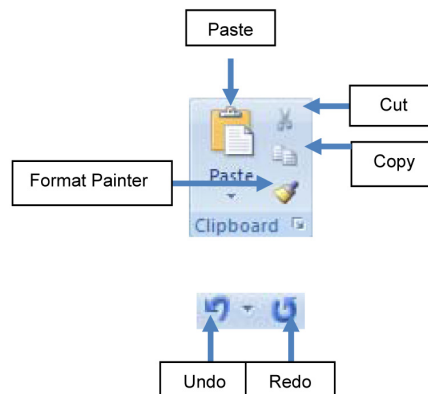 Paste
Cut
Copy
Format Painter
Paste
Clipboard
Undo
Redo